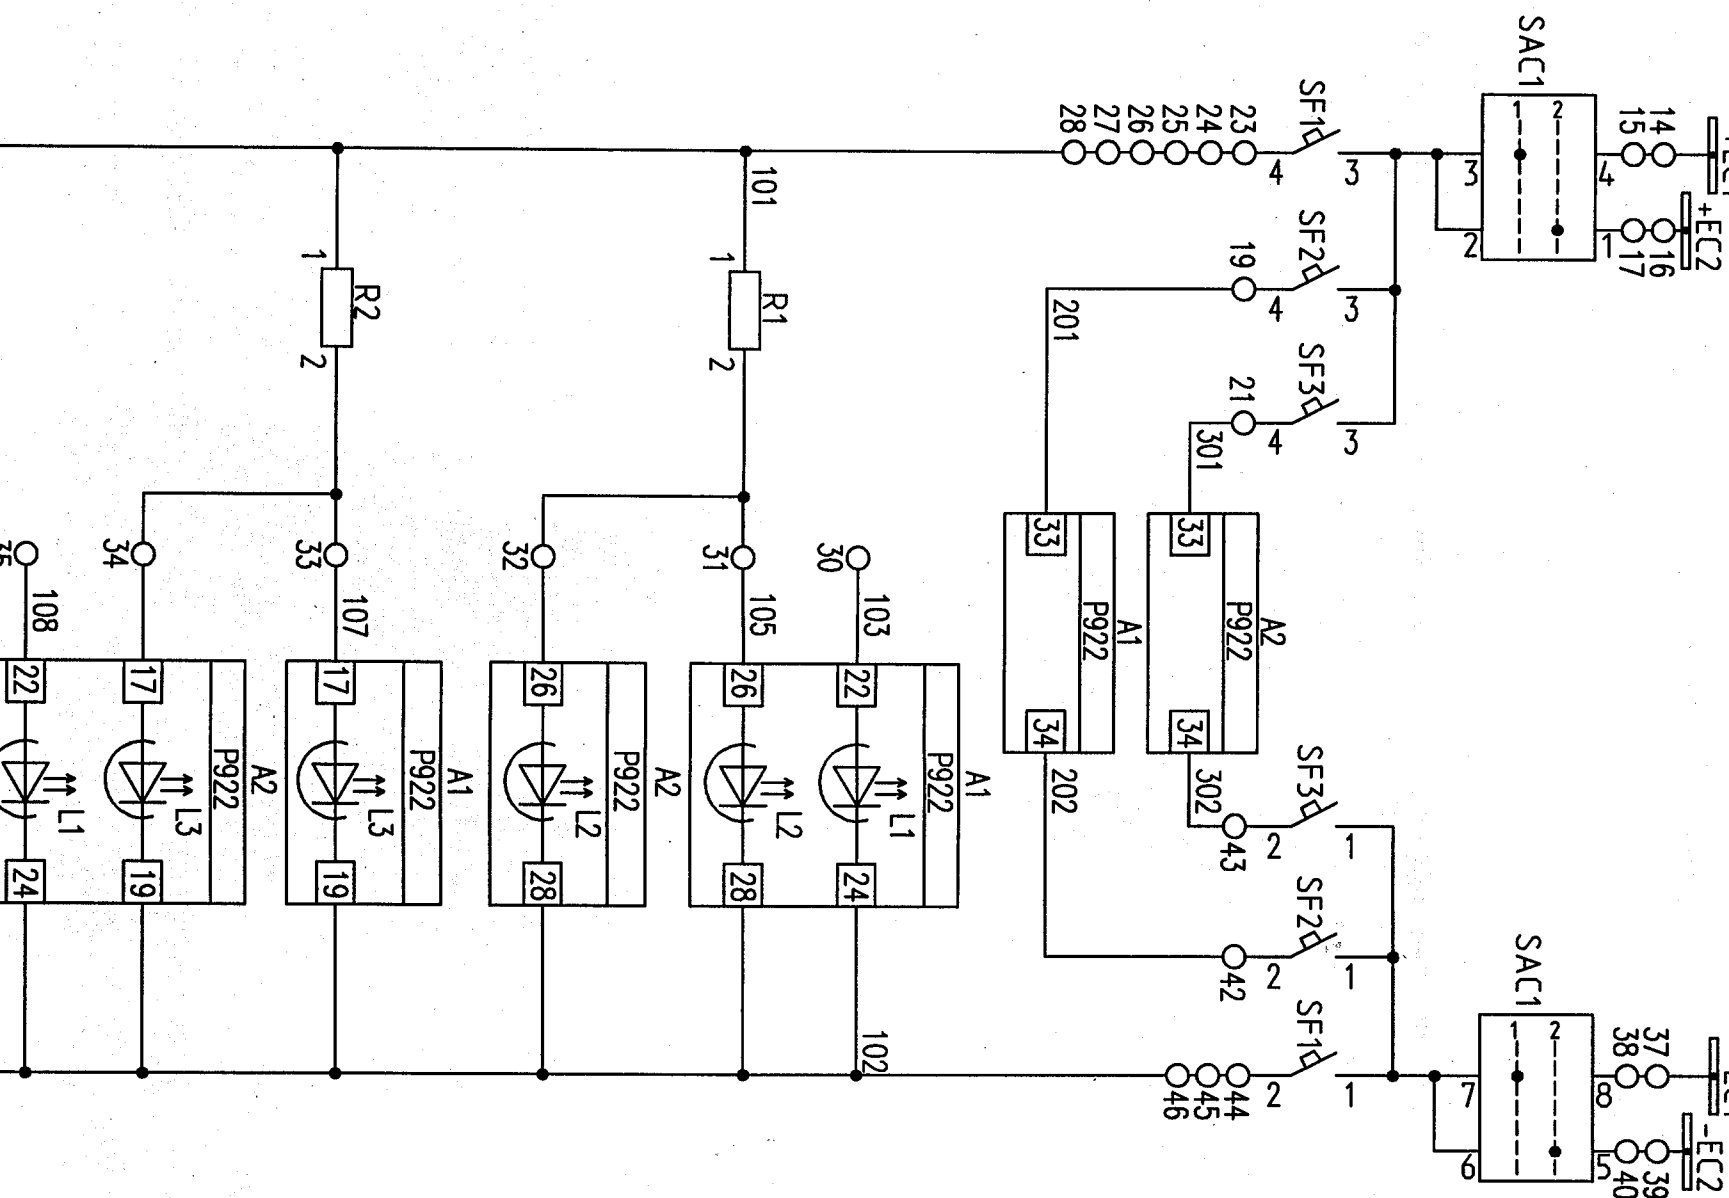 +EC2
14
15
16
17
SAC1
1
2
4
1
3
2
SF1
3
4
23
24
25
26
27
28
SF2
3
4
19
201
SF3
3
4
21
301
101
1
R1
2
1
R2
2
A2
P922
33
34
A1
P922
33
34
302
202
30
103
31
105
32
33
107
34
108
A1
P922
22
L1
24
26
L2
28
A2
P922
26
L2
28
A1
P922
17
L3
19
A2
P922
17
L3
19
22
L1
24
SF3
1
2
43
SF2
1
2
42
SF1
1
2
44
45
46
102
SAC1
1
2
7
6
8
5
37
38
39
40
-EC2